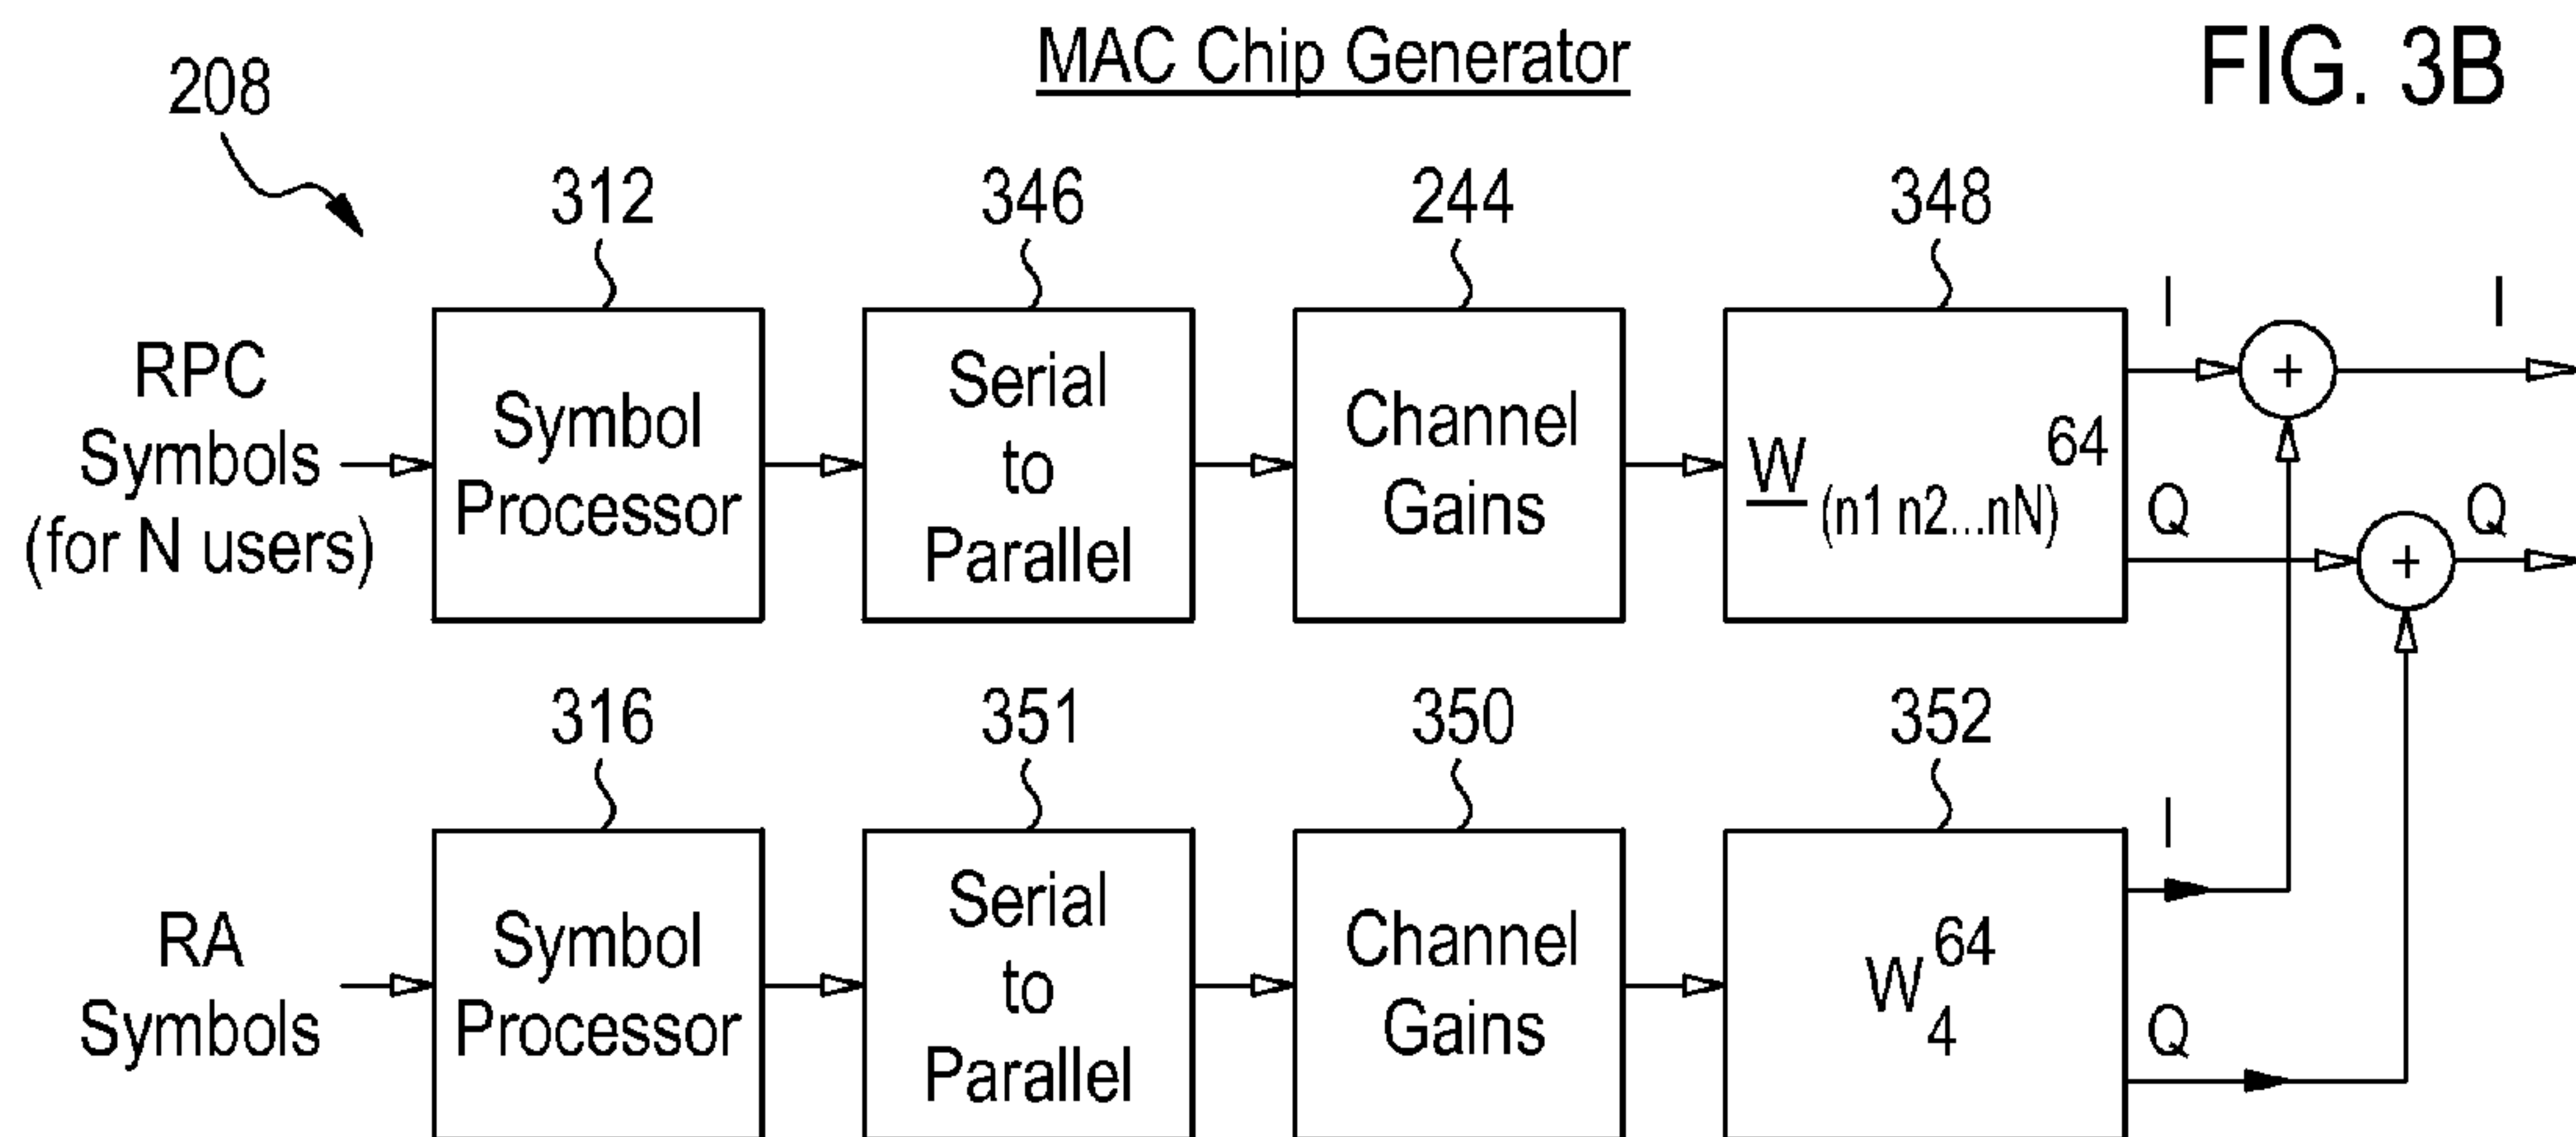 MAC Chip Generator
FIG. 3B
208
312
346
244
348
RPC
Symbols
(for N users)
Symbol
Processor
Serial
to
Parallel
Channel
Gains
W (n1 n2...nN) 64
I
I
Q
Q
+
+
316
351
350
352
RA
Symbols
Symbol
Processor
Serial
to
Parallel
Channel
Gains
W 64
4
I
Q